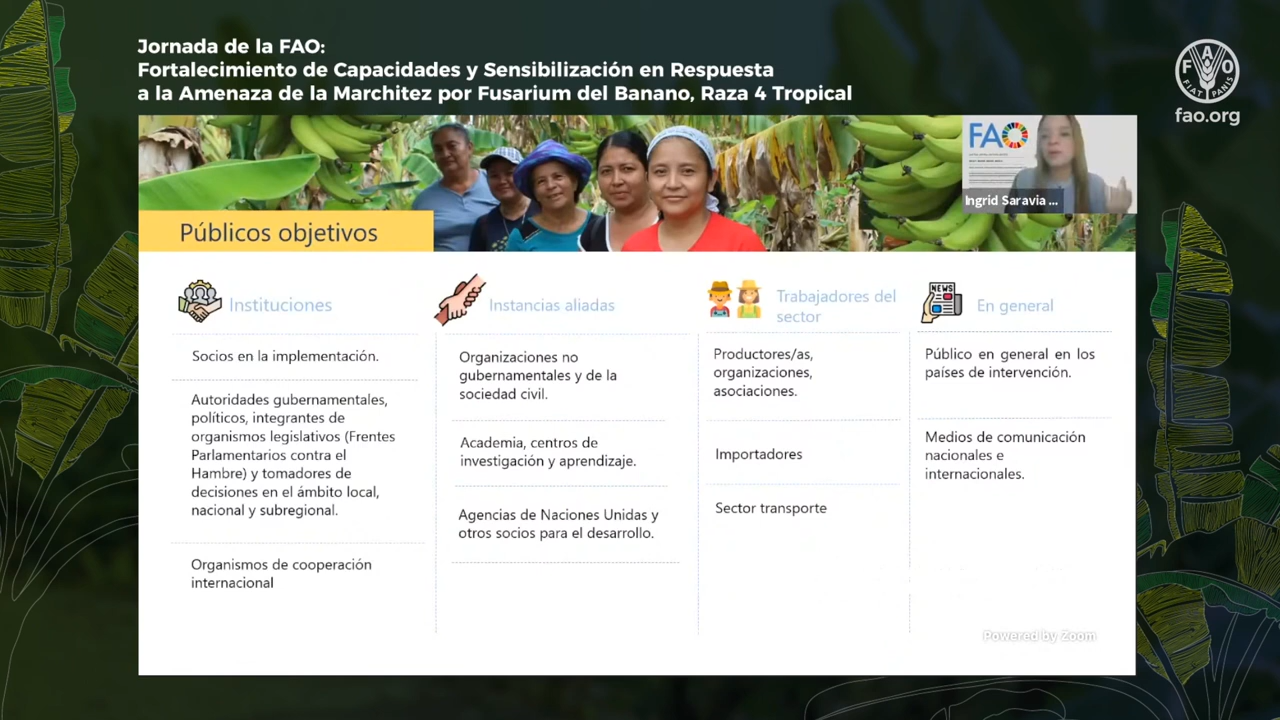 Jornada de la FAO:
Fortalecimiento de Capacidades y Sensibilización en Respuesta
a la Amenaza de la Marchitez por Fusarium del Banano, Raza 4 Tropical
F A O
FIAT PANIS
fao.org
FAO
Ingrid Saravia ...
Públicos objetivos
Instituciones
Socios en la implementación.
Autoridades gubernamentales,
políticos, integrantes de
organismos legislativos (Frentes
Parlamentarios contra el
Hambre) y tomadores de
decisiones en el ámbito local,
nacional y subregional.
Organismos de cooperación
internacional
Instancias aliadas
Organizaciones no
gubernamentales y de la
sociedad civil.
Academia, centros de
investigación y aprendizaje.
Agencias de Naciones Unidas y
otros socios para el desarrollo.
Trabajadores del
sector
Productores/as,
organizaciones,
asociaciones.
Importadores
Sector transporte
NEWS
En general
Público en general en los
países de intervención.
Medios de comunicación
nacionales e
internacionales.
Powered by Zoom